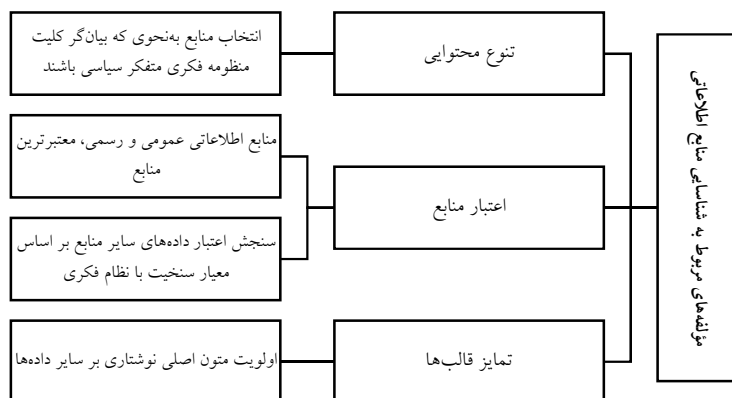 مؤلفه‌های مربوط به شناسایی منابع اطلاعاتی
تنوع محتوایی
انتخاب منابع به‌نحوی که بیان‌گر کلیت
منظومه فکری متفکر سیاسی باشند
اعتبار منابع
منابع اطلاعاتی عمومی و رسمی، معتبرترین
منابع
سنجش اعتبار داده‌های سایر منابع بر اساس
معیار سنخیت با نظام فکری
تمایز قالب‌ها
اولویت متون اصلی نوشتاری بر سایر داده‌ها